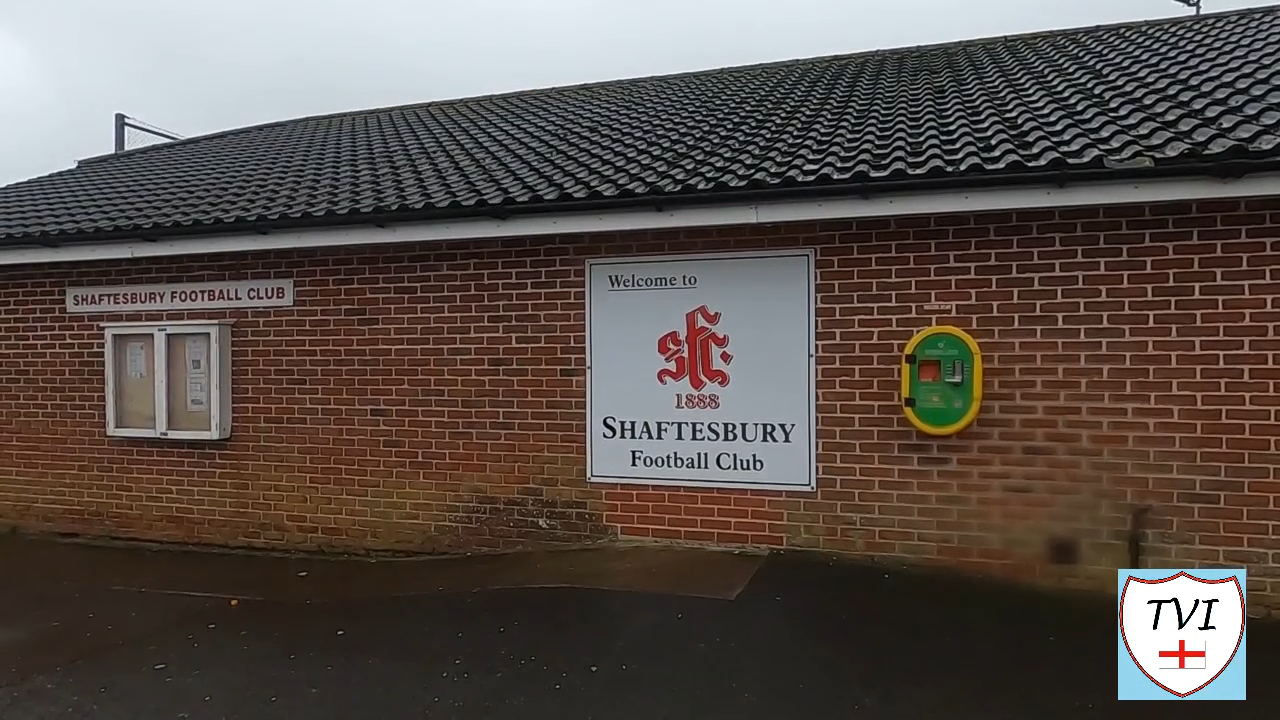 SHAFTESBURY FOOTBALL CLUB
Welcome to
sfc
1888
SHAFTESBURY
Football Club
TVI